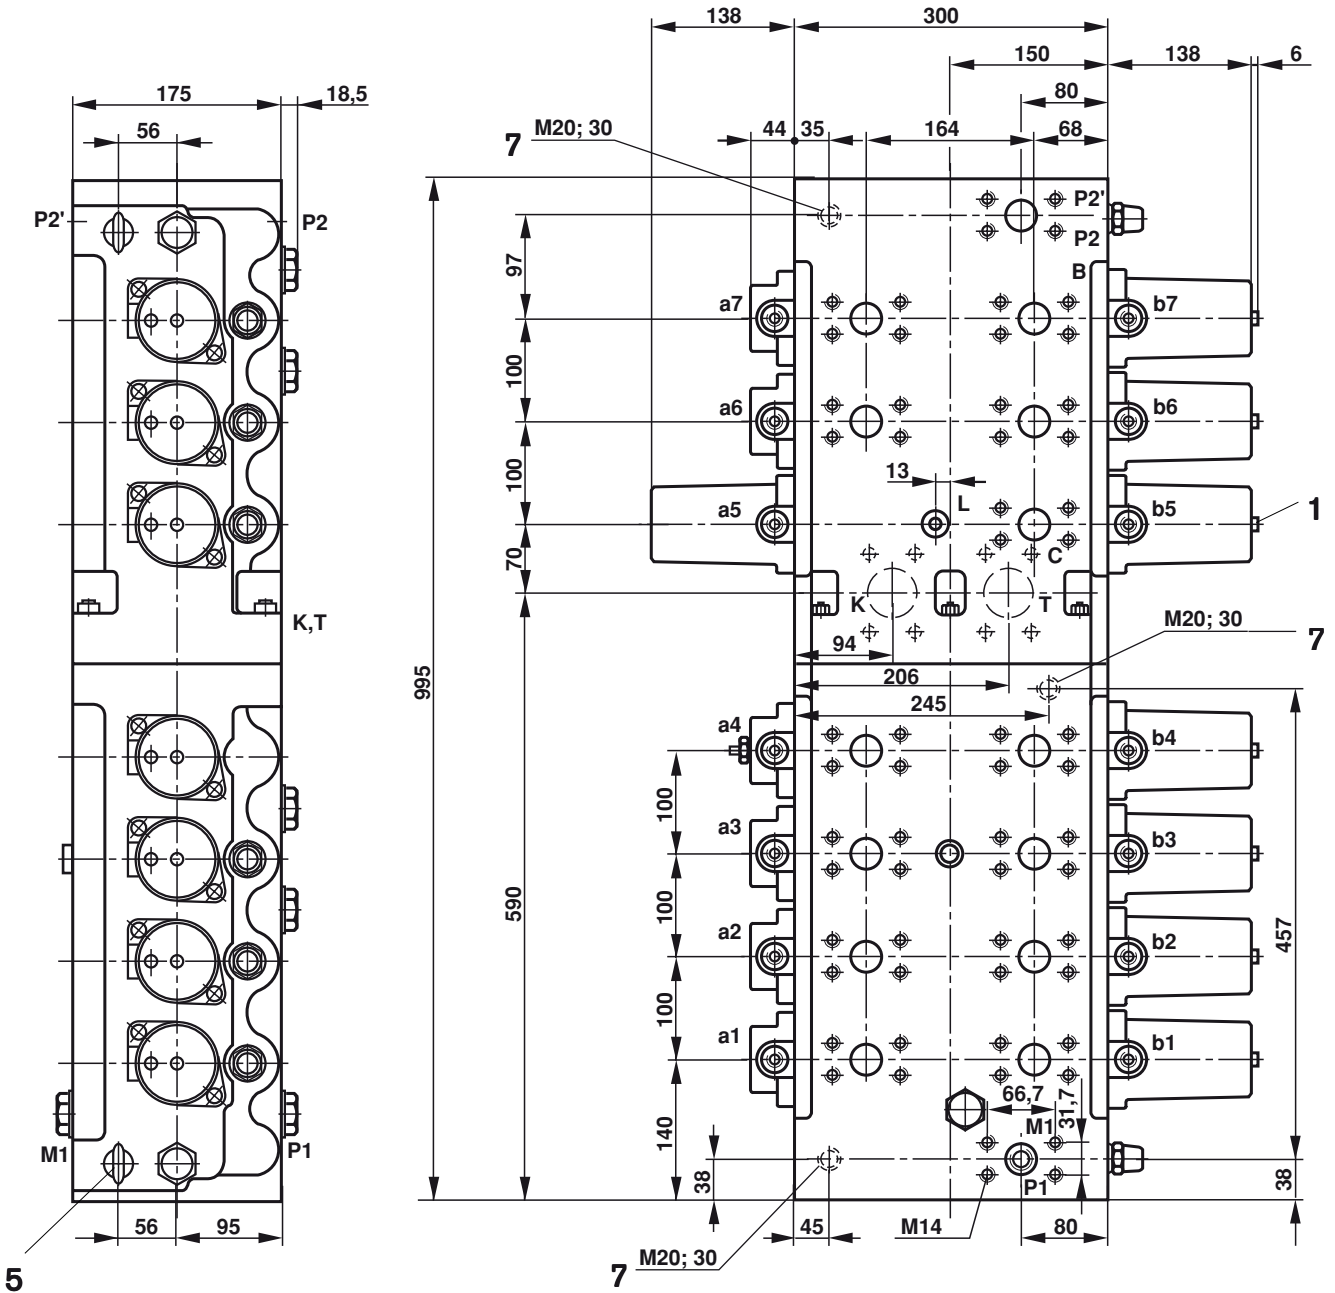 138
300
150
138
6
175
18,5
80
56
44
35
164
68
7
M20; 30
P2'
P2
P2'
P2
B
97
a7
b7
100
a6
b6
100
13
L
a5
b5
1
70
C
K
T
K,T
M20; 30
7
94
206
245
995
a4
b4
100
a3
b3
590
100
a2
b2
457
100
a1
b1
66,7
31,7
M1
140
M1
P1
38
P1
38
56
95
45
M14
80
7
M20; 30
5